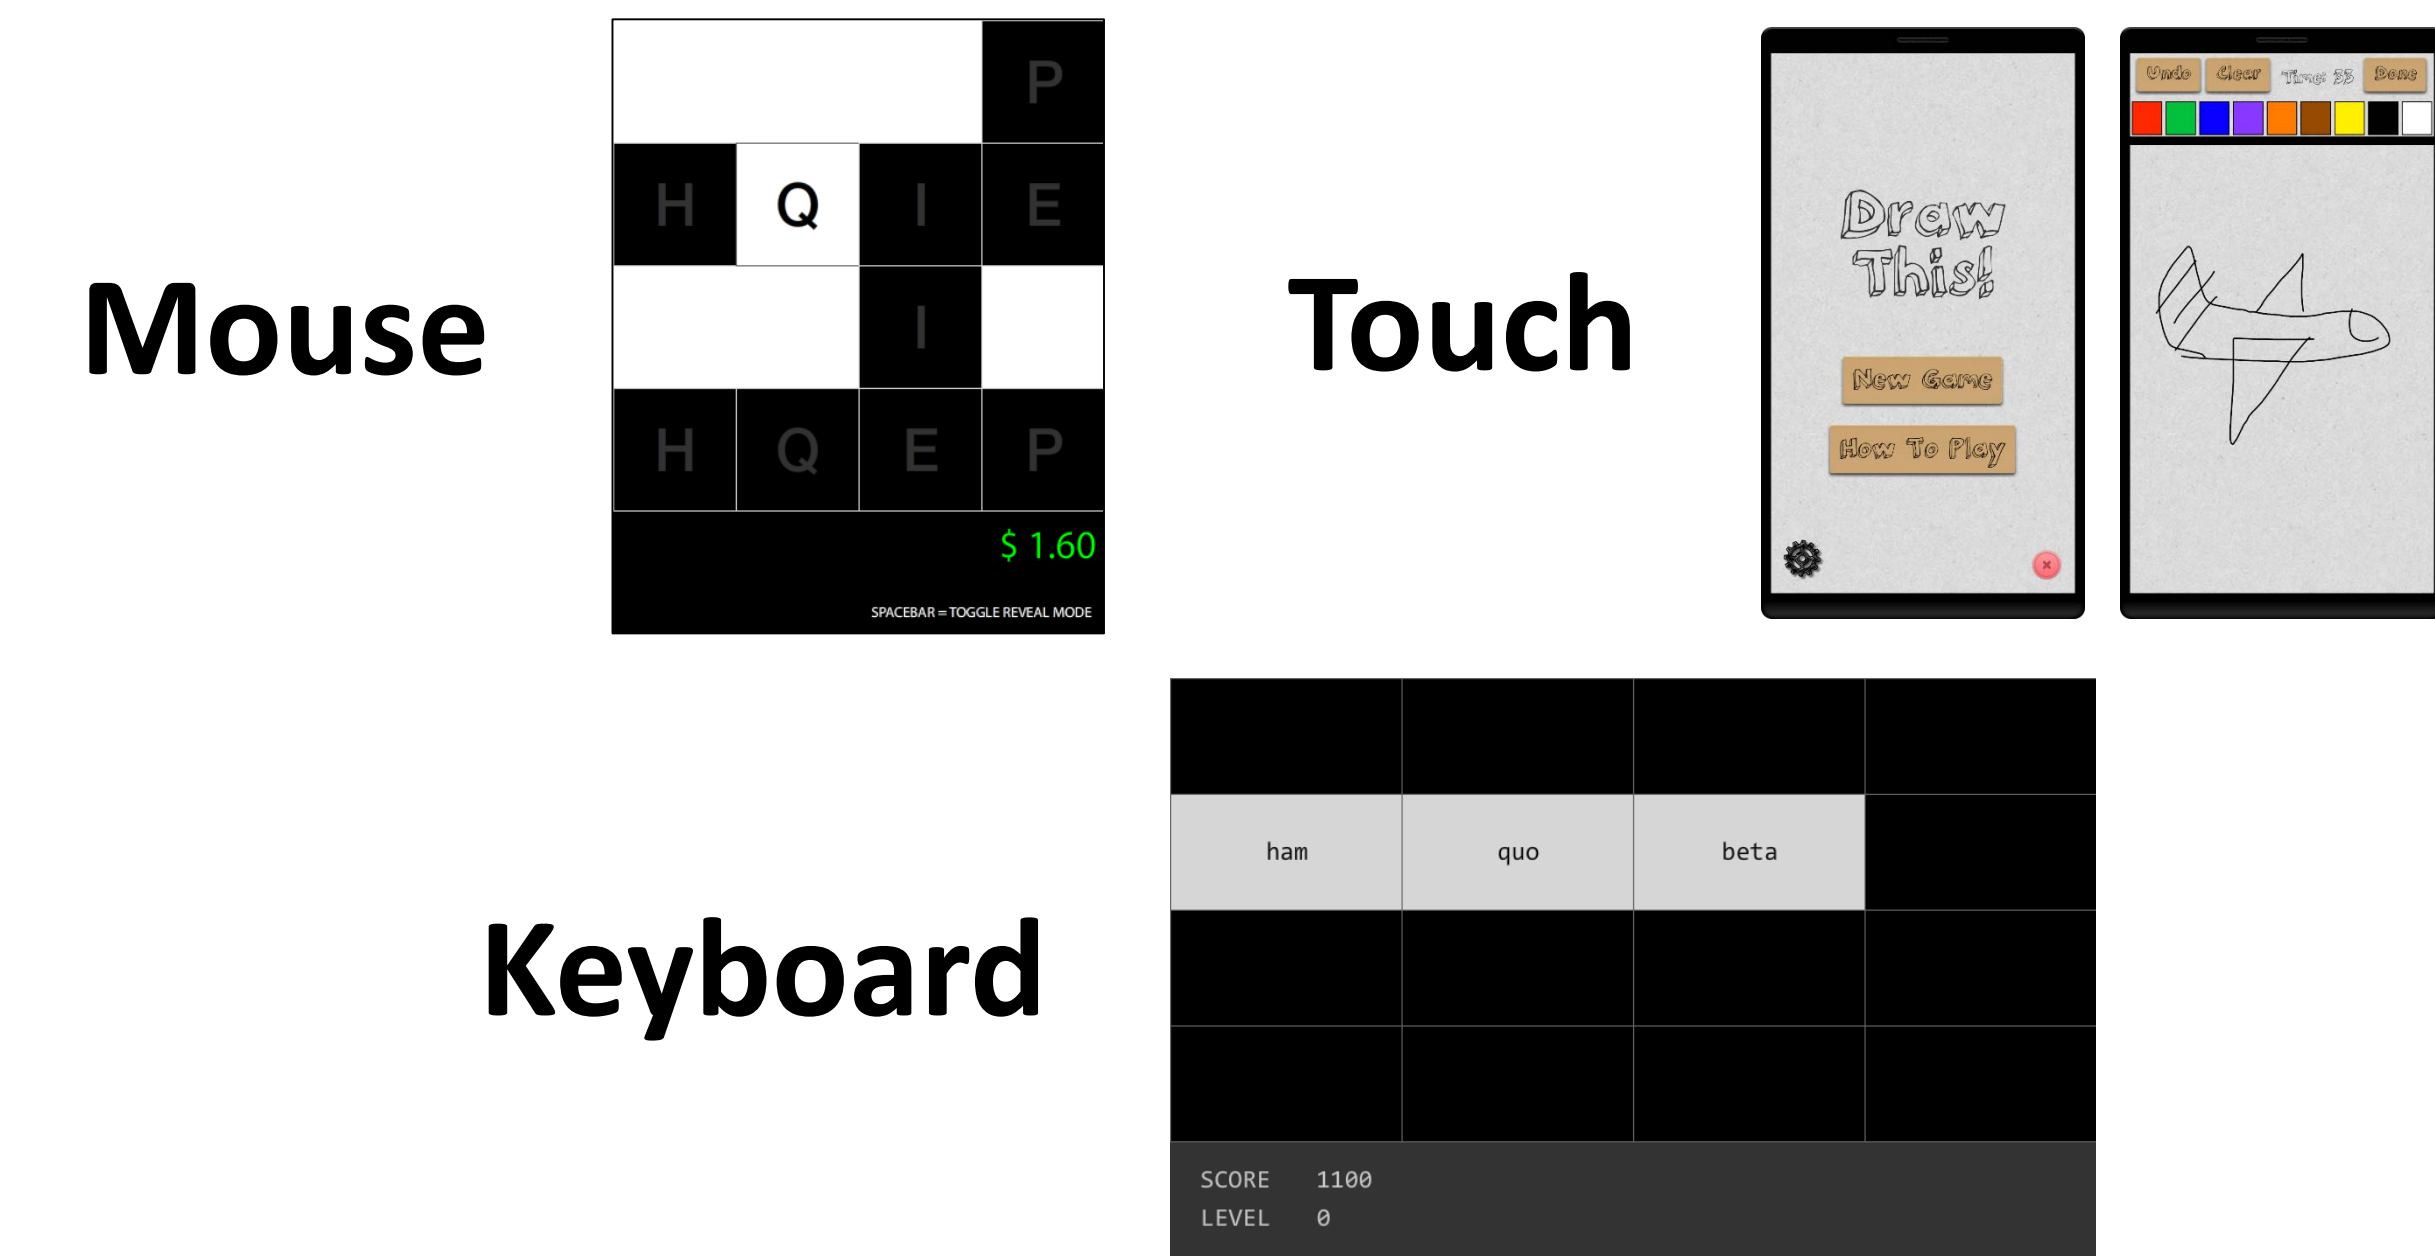 Mouse
P
H Q I E
I
H Q E P
$ 1.60
SPACEBAR = TOGGLE REVEAL MODE
Touch
Draw
This!
New Game
How To Play
Undo Clear Time: 33 Done
Keyboard
ham quo beta
SCORE 1100
LEVEL 0